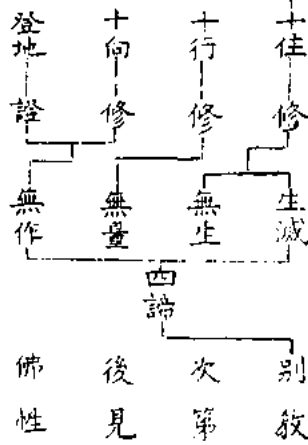 十住 修 生滅
十行 修 無生
十向 修 無量
登地 證 無作
四諦
別教
次第
後見
佛性